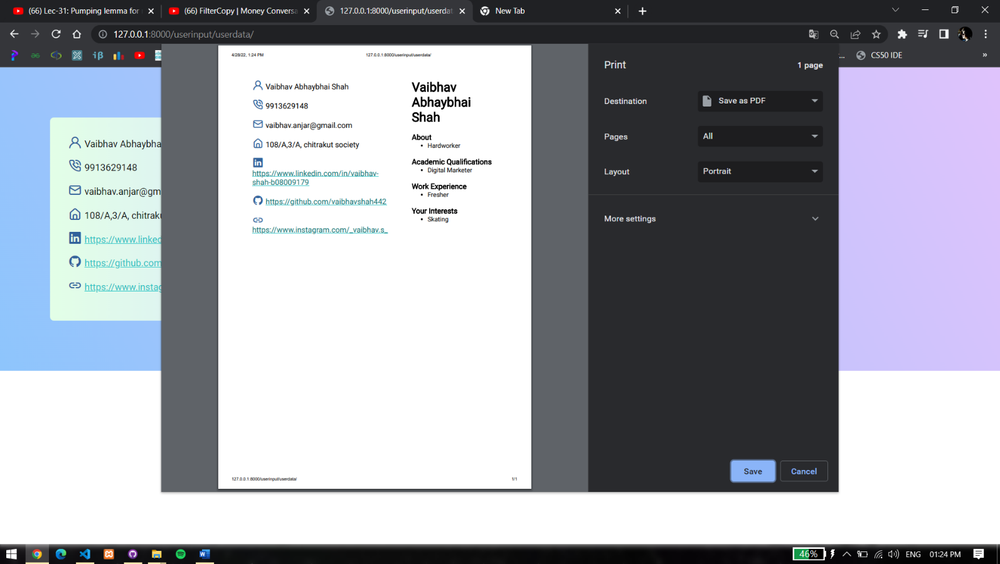 (66) Lec-31: Pumping lemma for
(66) FilterCopy | Money Conversa
127.0.0.1:8000/userinput/userdat
New Tab
127.0.0.1:8000/userinput/userdata/
CS50 IDE
»
Vaibhav Abhaybha
9913629148
vaibhav.anjar@gm
108/A,3/A, chitraku
https://www.linked
https://github.com
https://www.instag
4/28/22, 1:24 PM
127.0.0.1:8000/userinput/userdata/
Vaibhav Abhaybhai Shah
9913629148
vaibhav.anjar@gmail.com
108/A,3/A, chitrakut society
https://www.linkedin.com/in/vaibhav-
shah-b08009179
https://github.com/vaibhavshah442
https://www.instagram.com/_vaibhav.s_
Vaibhav
Abhaybhai
Shah
About
• Hardworker
Academic Qualifications
• Digital Marketer
Work Experience
• Fresher
Your Interests
• Skating
127.0.0.1:8000/userinput/userdata/
1/1
Print
1 page
Destination
Save as PDF
Pages
All
Layout
Portrait
More settings
Save
Cancel
46%
ENG
01:24 PM